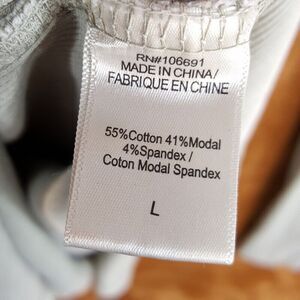 RN#106691
MADE IN CHINA/
FABRIQUE EN CHINE
55%Cotton 41%Modal
4%Spandex /
Coton Modal Spandex
L